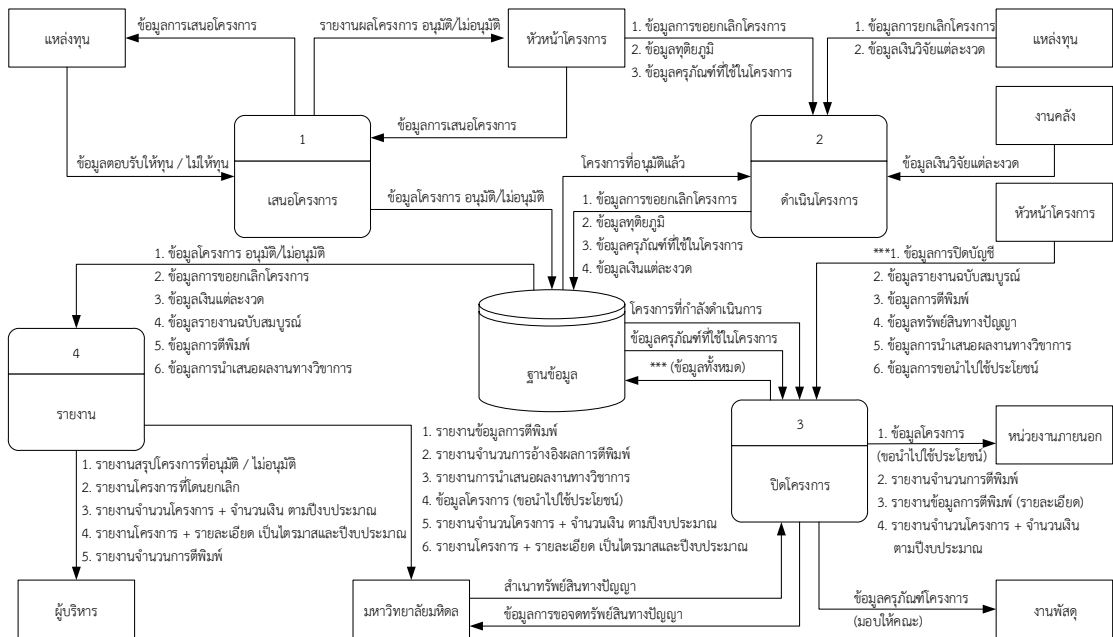 แหล่งทุน
ข้อมูลการเสนอโครงการ
รายงานผลโครงการ อนุมัติ/ไม่อนุมัติ
หัวหน้าโครงการ
1. ข้อมูลการขอยกเลิกโครงการ
2. ข้อมูลทุติยภูมิ
3. ข้อมูลครุภัณฑ์ที่ใช้ในโครงการ
1. ข้อมูลการยกเลิกโครงการ
2. ข้อมูลเงินวิจัยแต่ละงวด
แหล่งทุน
งานคลัง
ข้อมูลเงินวิจัยแต่ละงวด
ข้อมูลการเสนอโครงการ
1
เสนอโครงการ
ข้อมูลตอบรับให้ทุน / ไม่ให้ทุน
ข้อมูลโครงการ อนุมัติ/ไม่อนุมัติ
โครงการที่อนุมัติแล้ว
2
ดำเนินโครงการ
1. ข้อมูลการขอยกเลิกโครงการ
2. ข้อมูลทุติยภูมิ
3. ข้อมูลครุภัณฑ์ที่ใช้ในโครงการ
4. ข้อมูลเงินแต่ละงวด
หัวหน้าโครงการ
***1. ข้อมูลการปิดบัญชี
2. ข้อมูลรายงานฉบับสมบูรณ์
3. ข้อมูลการตีพิมพ์
4. ข้อมูลทรัพย์สินทางปัญญา
5. ข้อมูลการนำเสนอผลงานทางวิชาการ
6. ข้อมูลการขอนำไปใช้ประโยชน์
1. ข้อมูลโครงการ อนุมัติ/ไม่อนุมัติ
2. ข้อมูลการขอยกเลิกโครงการ
3. ข้อมูลเงินแต่ละงวด
4. ข้อมูลรายงานฉบับสมบูรณ์
5. ข้อมูลการตีพิมพ์
6. ข้อมูลการนำเสนอผลงานทางวิชาการ
4
รายงาน
ฐานข้อมูล
โครงการที่กำลังดำเนินการ
ข้อมูลครุภัณฑ์ที่ใช้ในโครงการ
*** (ข้อมูลทั้งหมด)
3
ปิดโครงการ
1. ข้อมูลโครงการ
(ขอนำไปใช้ประโยชน์)
2. รายงานจำนวนการตีพิมพ์
3. รายงานข้อมูลการตีพิมพ์ (รายละเอียด)
4. รายงานจำนวนโครงการ + จำนวนเงิน
ตามปีงบประมาณ
หน่วยงานภายนอก
1. รายงานสรุปโครงการที่อนุมัติ / ไม่อนุมัติ
2. รายงานโครงการที่โดนยกเลิก
3. รายงานจำนวนโครงการ + จำนวนเงิน ตามปีงบประมาณ
4. รายงานโครงการ + รายละเอียด เป็นไตรมาสและปีงบประมาณ
5. รายงานจำนวนการตีพิมพ์
1. รายงานข้อมูลการตีพิมพ์
2. รายงานจำนวนการอ้างอิงผลการตีพิมพ์
3. รายงานการนำเสนอผลงานทางวิชาการ
4. ข้อมูลโครงการ (ขอนำไปใช้ประโยชน์)
5. รายงานจำนวนโครงการ + จำนวนเงิน ตามปีงบประมาณ
6. รายงานโครงการ + รายละเอียด เป็นไตรมาสและปีงบประมาณ
ผู้บริหาร
มหาวิทยาลัยมหิดล
สำเนาทรัพย์สินทางปัญญา
ข้อมูลการขอจดทรัพย์สินทางปัญญา
ข้อมูลครุภัณฑ์โครงการ
(มอบให้คณะ)
งานพัสดุ